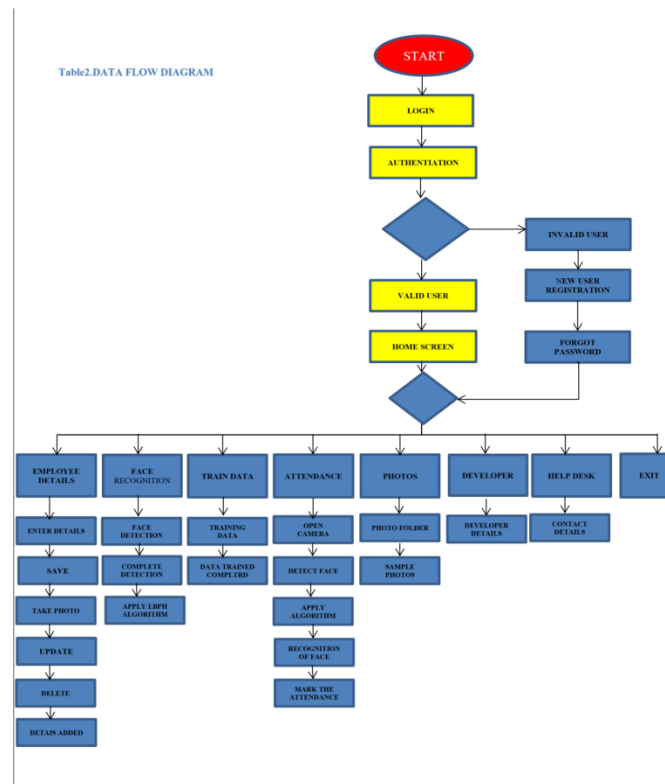 START
Table2.DATA FLOW DIAGRAM
LOGIN
AUTHENTIATION
INVALID USER
NEW USER
REGISTRATION
VALID USER
HOME SCREEN
FORGOT
PASSWORD
EMPLOYEE
DETAILS
FACE
RECOGNITION
TRAIN DATA
ATTENDANCE
PHOTOS
DEVELOPER
HELP DESK
EXIT
ENTER DETAILS
FACE
DETECTION
TRAINING
DATA
OPEN
CAMERA
PHOTO FOLDER
DEVELOPER
DETAILS
CONTACT
DETAILS
SAVE
COMPLETE
DETECTION
DATA TRAINED
COMPLTRD
DETECT FACE
SAMPLE
PHOTOS
TAKE PHOTO
APPLY LBPH
ALGORITHM
APPLY
ALGORITHM
UPDATE
RECOGNITION
OF FACE
DELETE
MARK THE
ATTENDANCE
DETAIS ADDED